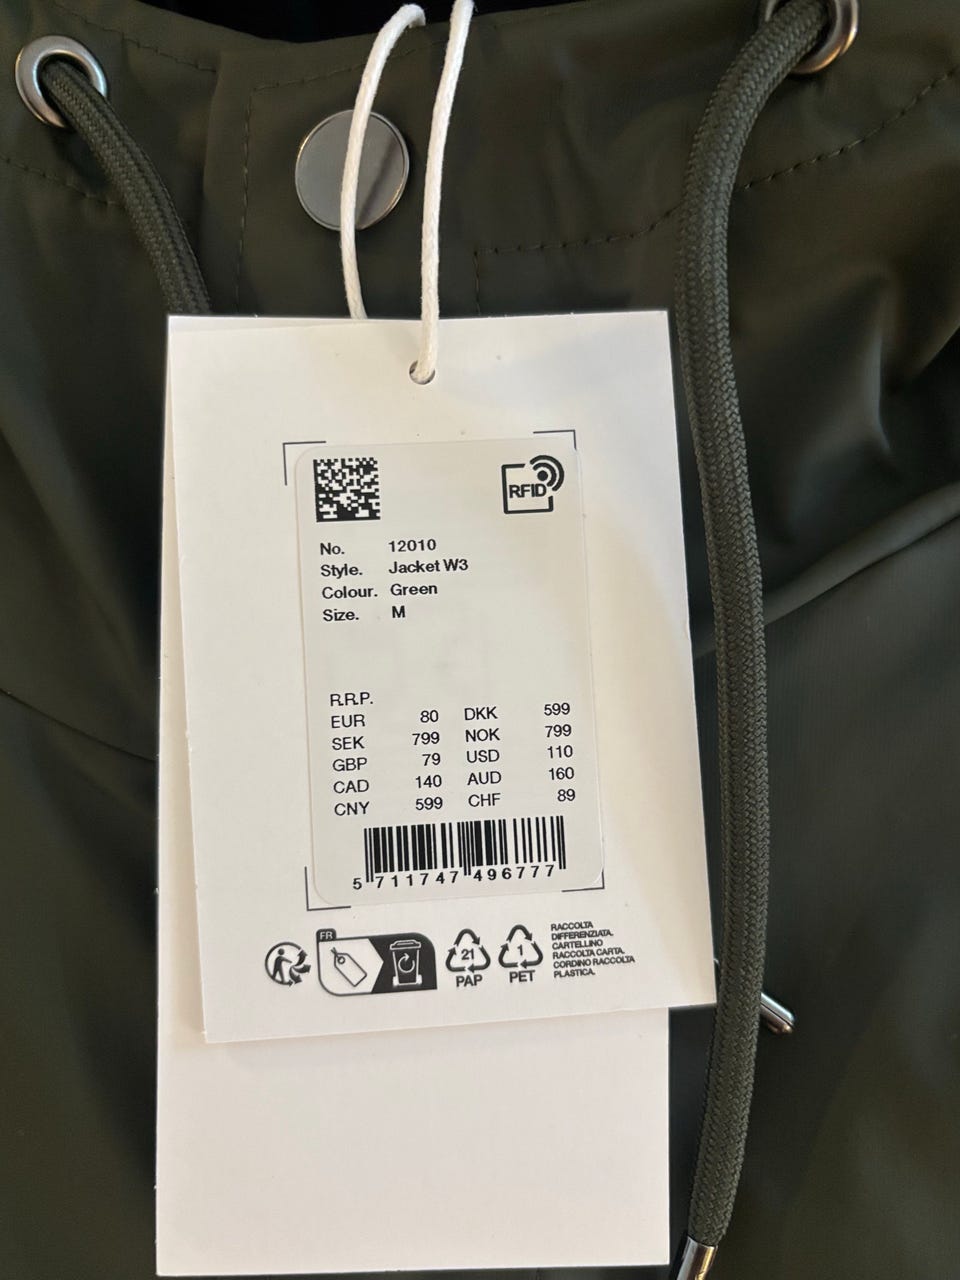 RFID
No. 12010
Style. Jacket W3
Colour. Green
Size. M
R.R.P.
EUR 80 DKK 599
SEK 799 NOK 799
GBP 79 USD 110
CAD 140 AUD 160
CNY 599 CHF 89
5 711747 496777
FR
21
PAP
1
PET
RACCOLTA
DIFFERENZIATA.
CARTELLINO
RACCOLTA CARTA.
CORDINO RACCOLTA
PLASTICA.